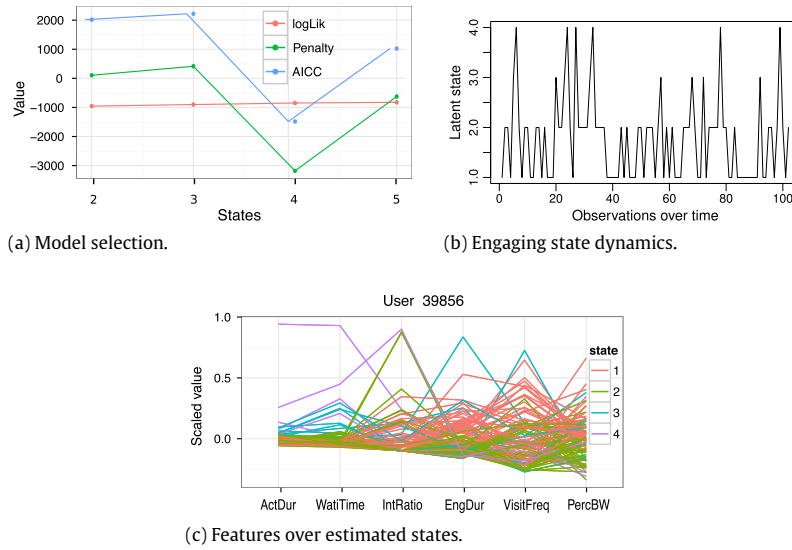 2000
1000
0
-1000
-2000
-3000
Value
logLik
Penalty
AICC
2
3
4
5
States
(a) Model selection.
4.0
3.0
2.0
1.0
Latent state
0
20
40
60
80
100
Observations over time
(b) Engaging state dynamics.
User 39856
1.0
0.5
0.0
Scaled value
state
1
2
3
4
ActDur
WatiTime
IntRatio
EngDur
VisitFreq
PercBW
(c) Features over estimated states.